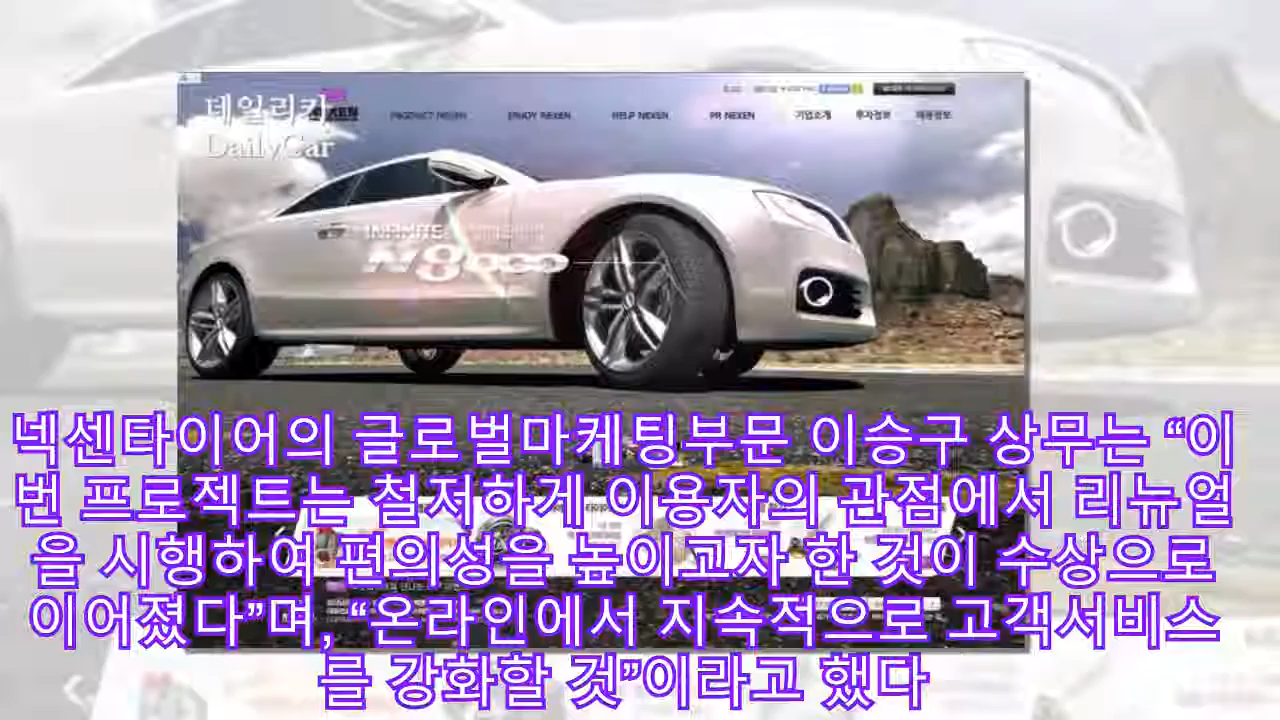 데일리카
DailyCar
PRODUCT NEXEN
ENJOY NEXEN
HELP NEXEN
PR NEXEN
기업소개
투자정보
채용정보
INFINITE
N8000
넥센타이어의 글로벌마케팅부문 이승구 상무는 “이
번 프로젝트는 철저하게 이용자의 관점에서 리뉴얼
을 시행하여 편의성을 높이고자 한 것이 수상으로
이어졌다”며, “온라인에서 지속적으로 고객서비스
를 강화할 것”이라고 했다